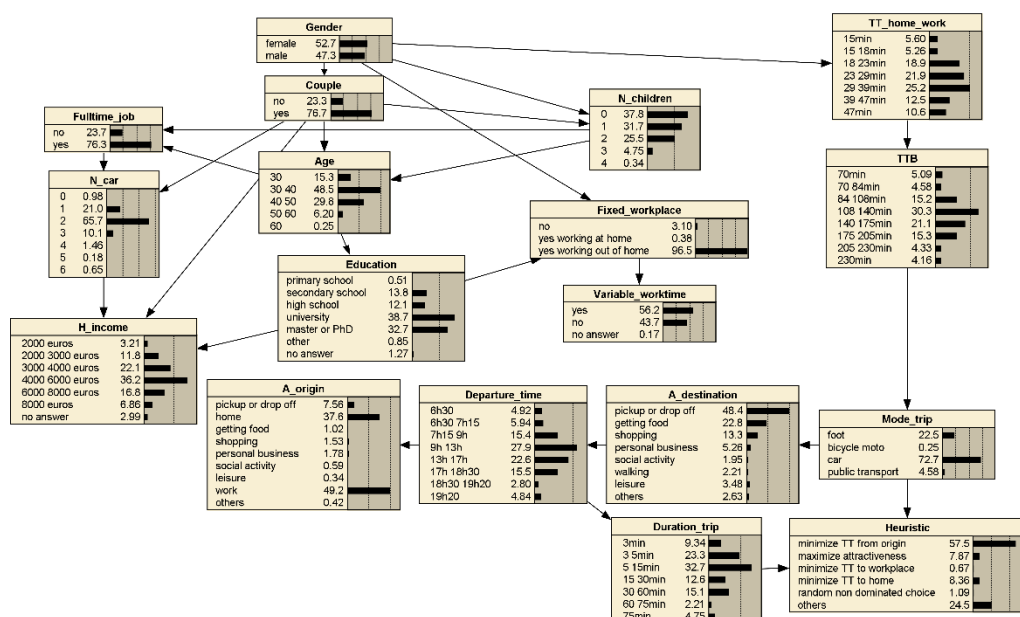 Gender
female 52.7
male 47.3
TT_home_work
15min 5.60
15 18min 5.26
18 23min 18.9
23 29min 21.9
29 39min 25.2
39 47min 12.5
47min 10.6
Couple
no 23.3
yes 76.7
N_children
0 37.8
1 31.7
2 25.5
3 4.75
4 0.34
Fulltime_job
no 23.7
yes 76.3
Age
30 15.3
30 40 48.5
40 50 29.8
50 60 6.20
60 0.25
TTB
70min 5.09
70 84min 4.58
84 108min 15.2
108 140min 30.3
140 175min 21.1
175 205min 15.3
205 230min 4.33
230min 4.16
N_car
0 0.98
1 21.0
2 65.7
3 10.1
4 1.46
5 0.18
6 0.65
Fixed_workplace
no 3.10
yes working at home 0.38
yes working out of home 96.5
Education
primary school 0.51
secondary school 13.8
high school 12.1
university 38.7
master or PhD 32.7
other 0.85
no answer 1.27
Variable_worktime
yes 56.2
no 43.7
no answer 0.17
H_income
2000 euros 3.21
2000 3000 euros 11.8
3000 4000 euros 22.1
4000 6000 euros 36.2
6000 8000 euros 16.8
8000 euros 6.86
no answer 2.99
A_origin
pickup or drop off 7.56
home 37.6
getting food 1.02
shopping 1.53
personal business 1.78
social activity 0.59
leisure 0.34
work 49.2
others 0.42
Departure_time
6h30 4.92
6h30 7h15 5.94
7h15 9h 15.4
9h 13h 27.9
13h 17h 22.6
17h 18h30 15.5
18h30 19h20 2.80
19h20 4.84
A_destination
pickup or drop off 48.4
getting food 22.8
shopping 13.3
personal business 5.26
social activity 1.95
walking 2.21
leisure 3.48
others 2.63
Mode_trip
foot 22.5
bicycle moto 0.25
car 72.7
public transport 4.58
Duration_trip
3min 9.34
3 5min 23.3
5 15min 32.7
15 30min 12.6
30 60min 15.1
60 75min 2.21
75min 4.75
Heuristic
minimize TT from origin 57.5
maximize attractiveness 7.87
minimize TT to workplace 0.67
minimize TT to home 8.36
random non dominated choice 1.09
others 24.5